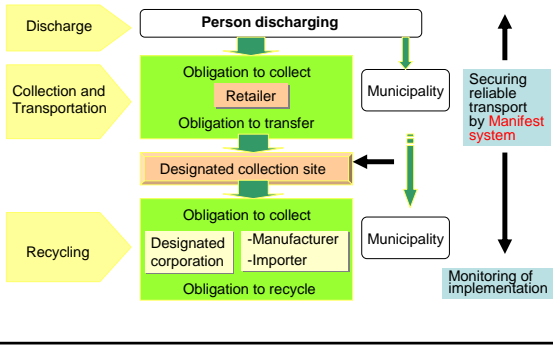 Discharge
Person discharging
Collection and
Transportation
Obligation to collect
Retailer
Obligation to transfer
Municipality
Securing
reliable
transport
by Manifest
system
Designated collection site
Recycling
Obligation to collect
Designated
corporation
-Manufacturer
-Importer
Obligation to recycle
Municipality
Monitoring of
implementation